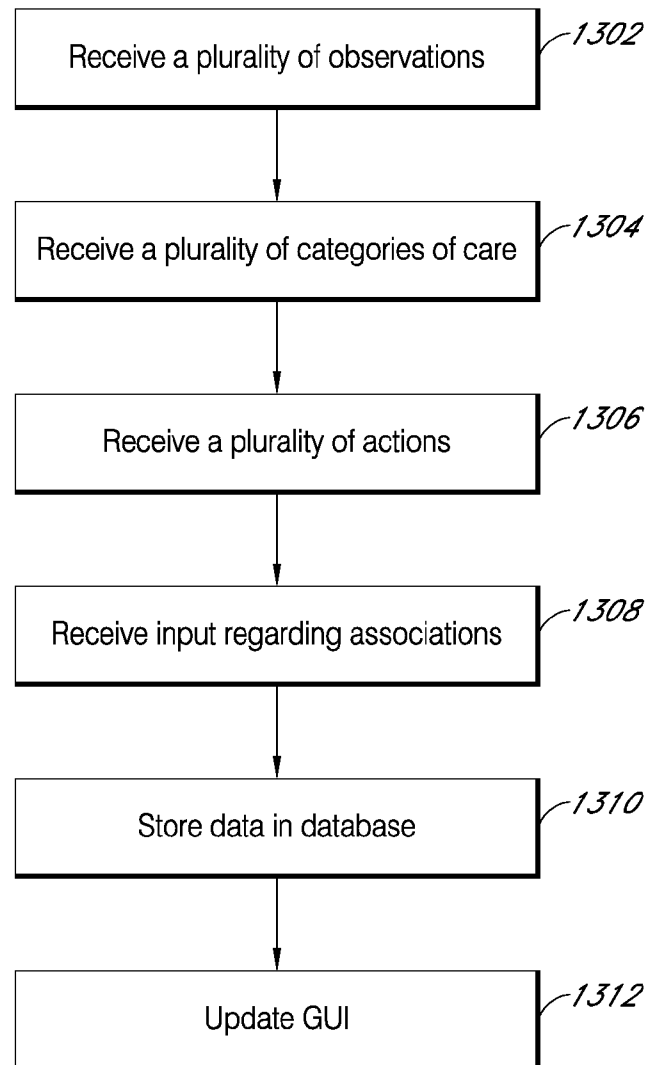 Receive a plurality of observations
1302
Receive a plurality of categories of care
1304
Receive a plurality of actions
1306
Receive input regarding associations
1308
Store data in database
1310
Update GUI
1312